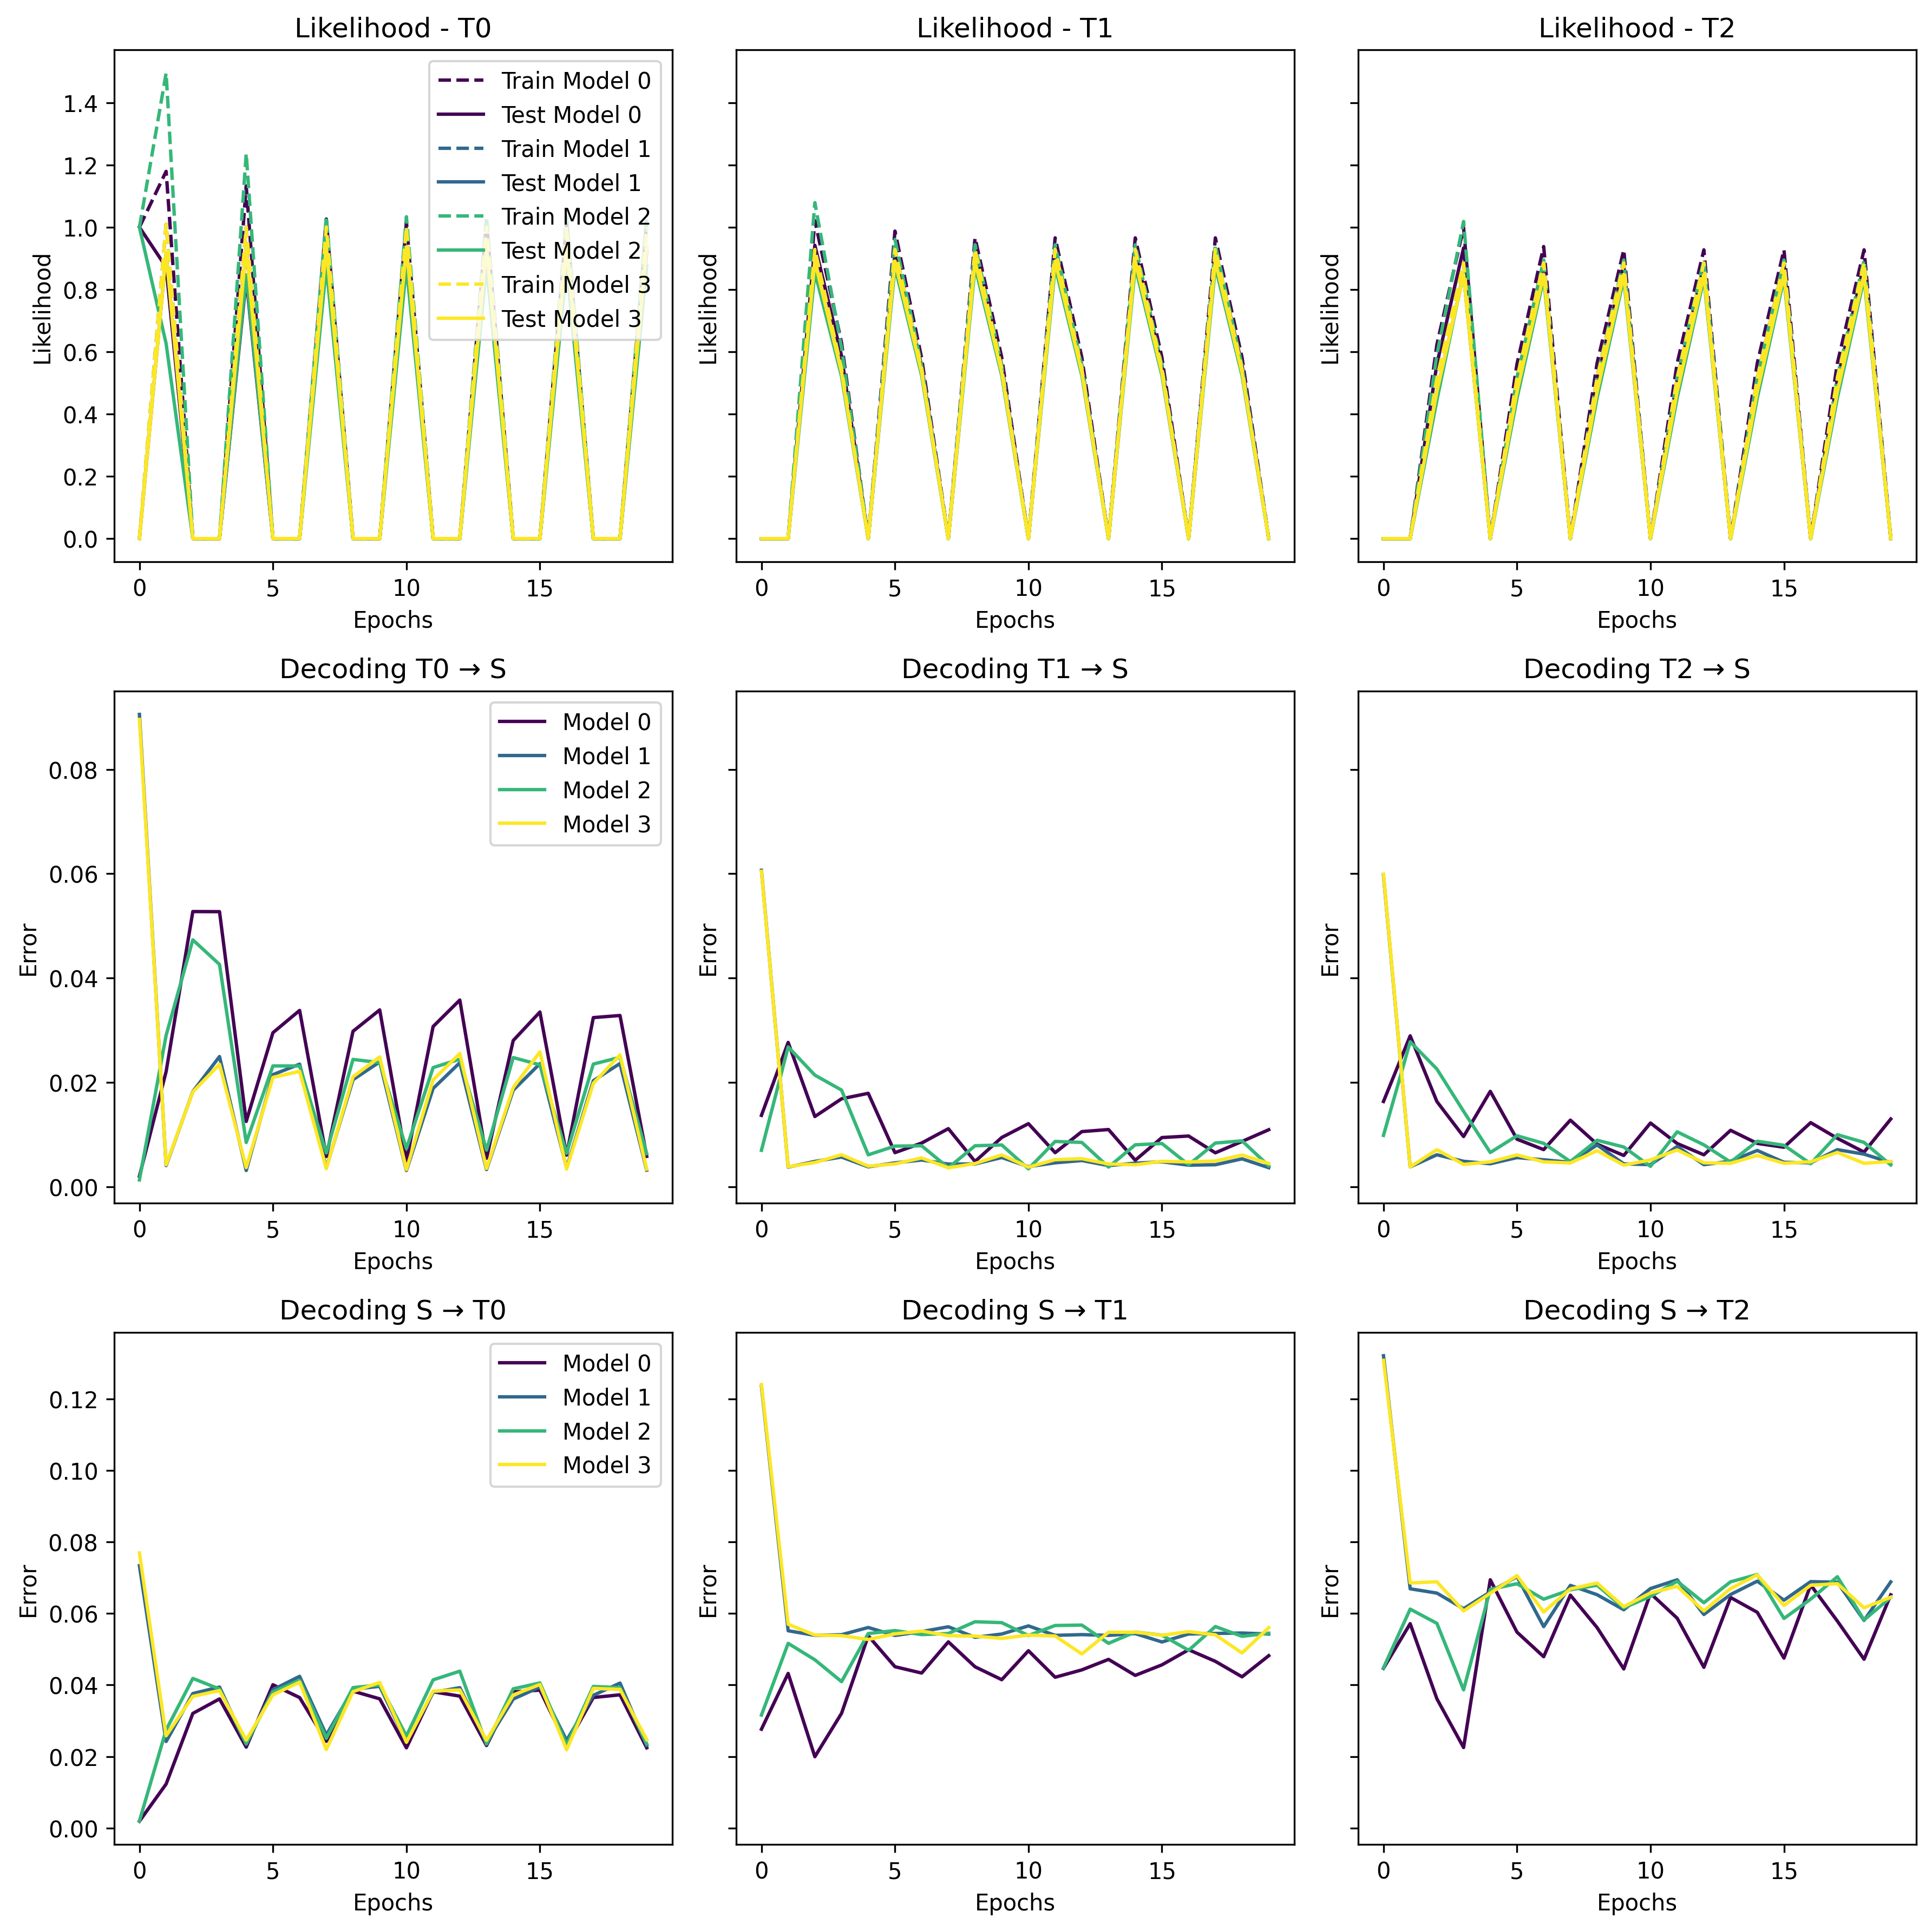 Likelihood - T0
Likelihood
1.4
1.2
1.0
0.8
0.6
0.4
0.2
0.0
Train Model 0
Test Model 0
Train Model 1
Test Model 1
Train Model 2
Test Model 2
Train Model 3
Test Model 3
0 5 10 15
Epochs
Likelihood - T1
Likelihood
0 5 10 15
Epochs
Likelihood - T2
Likelihood
0 5 10 15
Epochs
Decoding T0 → S
Error
0.08
0.06
0.04
0.02
0.00
Model 0
Model 1
Model 2
Model 3
0 5 10 15
Epochs
Decoding T1 → S
Error
0 5 10 15
Epochs
Decoding T2 → S
Error
0 5 10 15
Epochs
Decoding S → T0
Error
0.12
0.10
0.08
0.06
0.04
0.02
0.00
Model 0
Model 1
Model 2
Model 3
0 5 10 15
Epochs
Decoding S → T1
Error
0 5 10 15
Epochs
Decoding S → T2
Error
0 5 10 15
Epochs